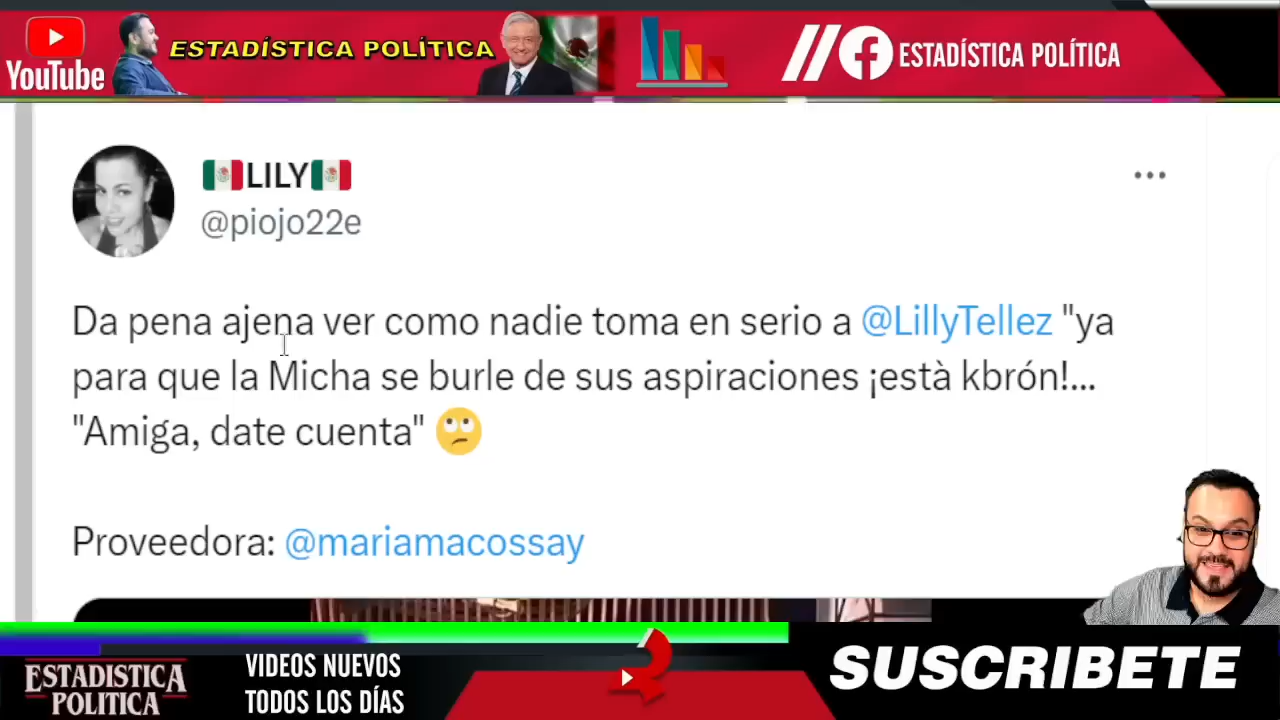 YouTube
ESTADÍSTICA POLÍTICA
ESTADÍSTICA POLÍTICA
LILY
@piojo22e
Da pena ajena ver como nadie toma en serio a @LillyTellez "ya
para que la Micha se burle de sus aspiraciones ¡està kbrón!...
"Amiga, date cuenta"
Proveedora: @mariamacossay
ESTADISTICA
POLITICA
VIDEOS NUEVOS
TODOS LOS DÍAS
SUSCRIBETE